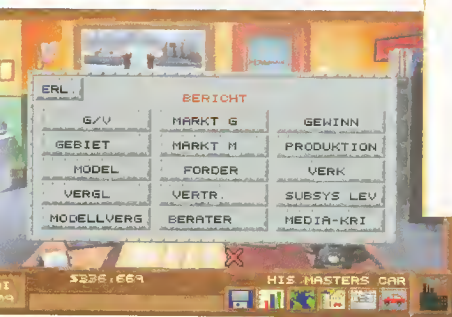 ERL.
BERICHT
G/V MARKT G GEWINN
GEBIET MARKT M PRODUKTION
MODEL FORDER VERK
VERGL VERTR. SUBSYS LEV
MODELLVERG BERATER MEDIA-KRI
$236,669 HIS MASTERS CAR